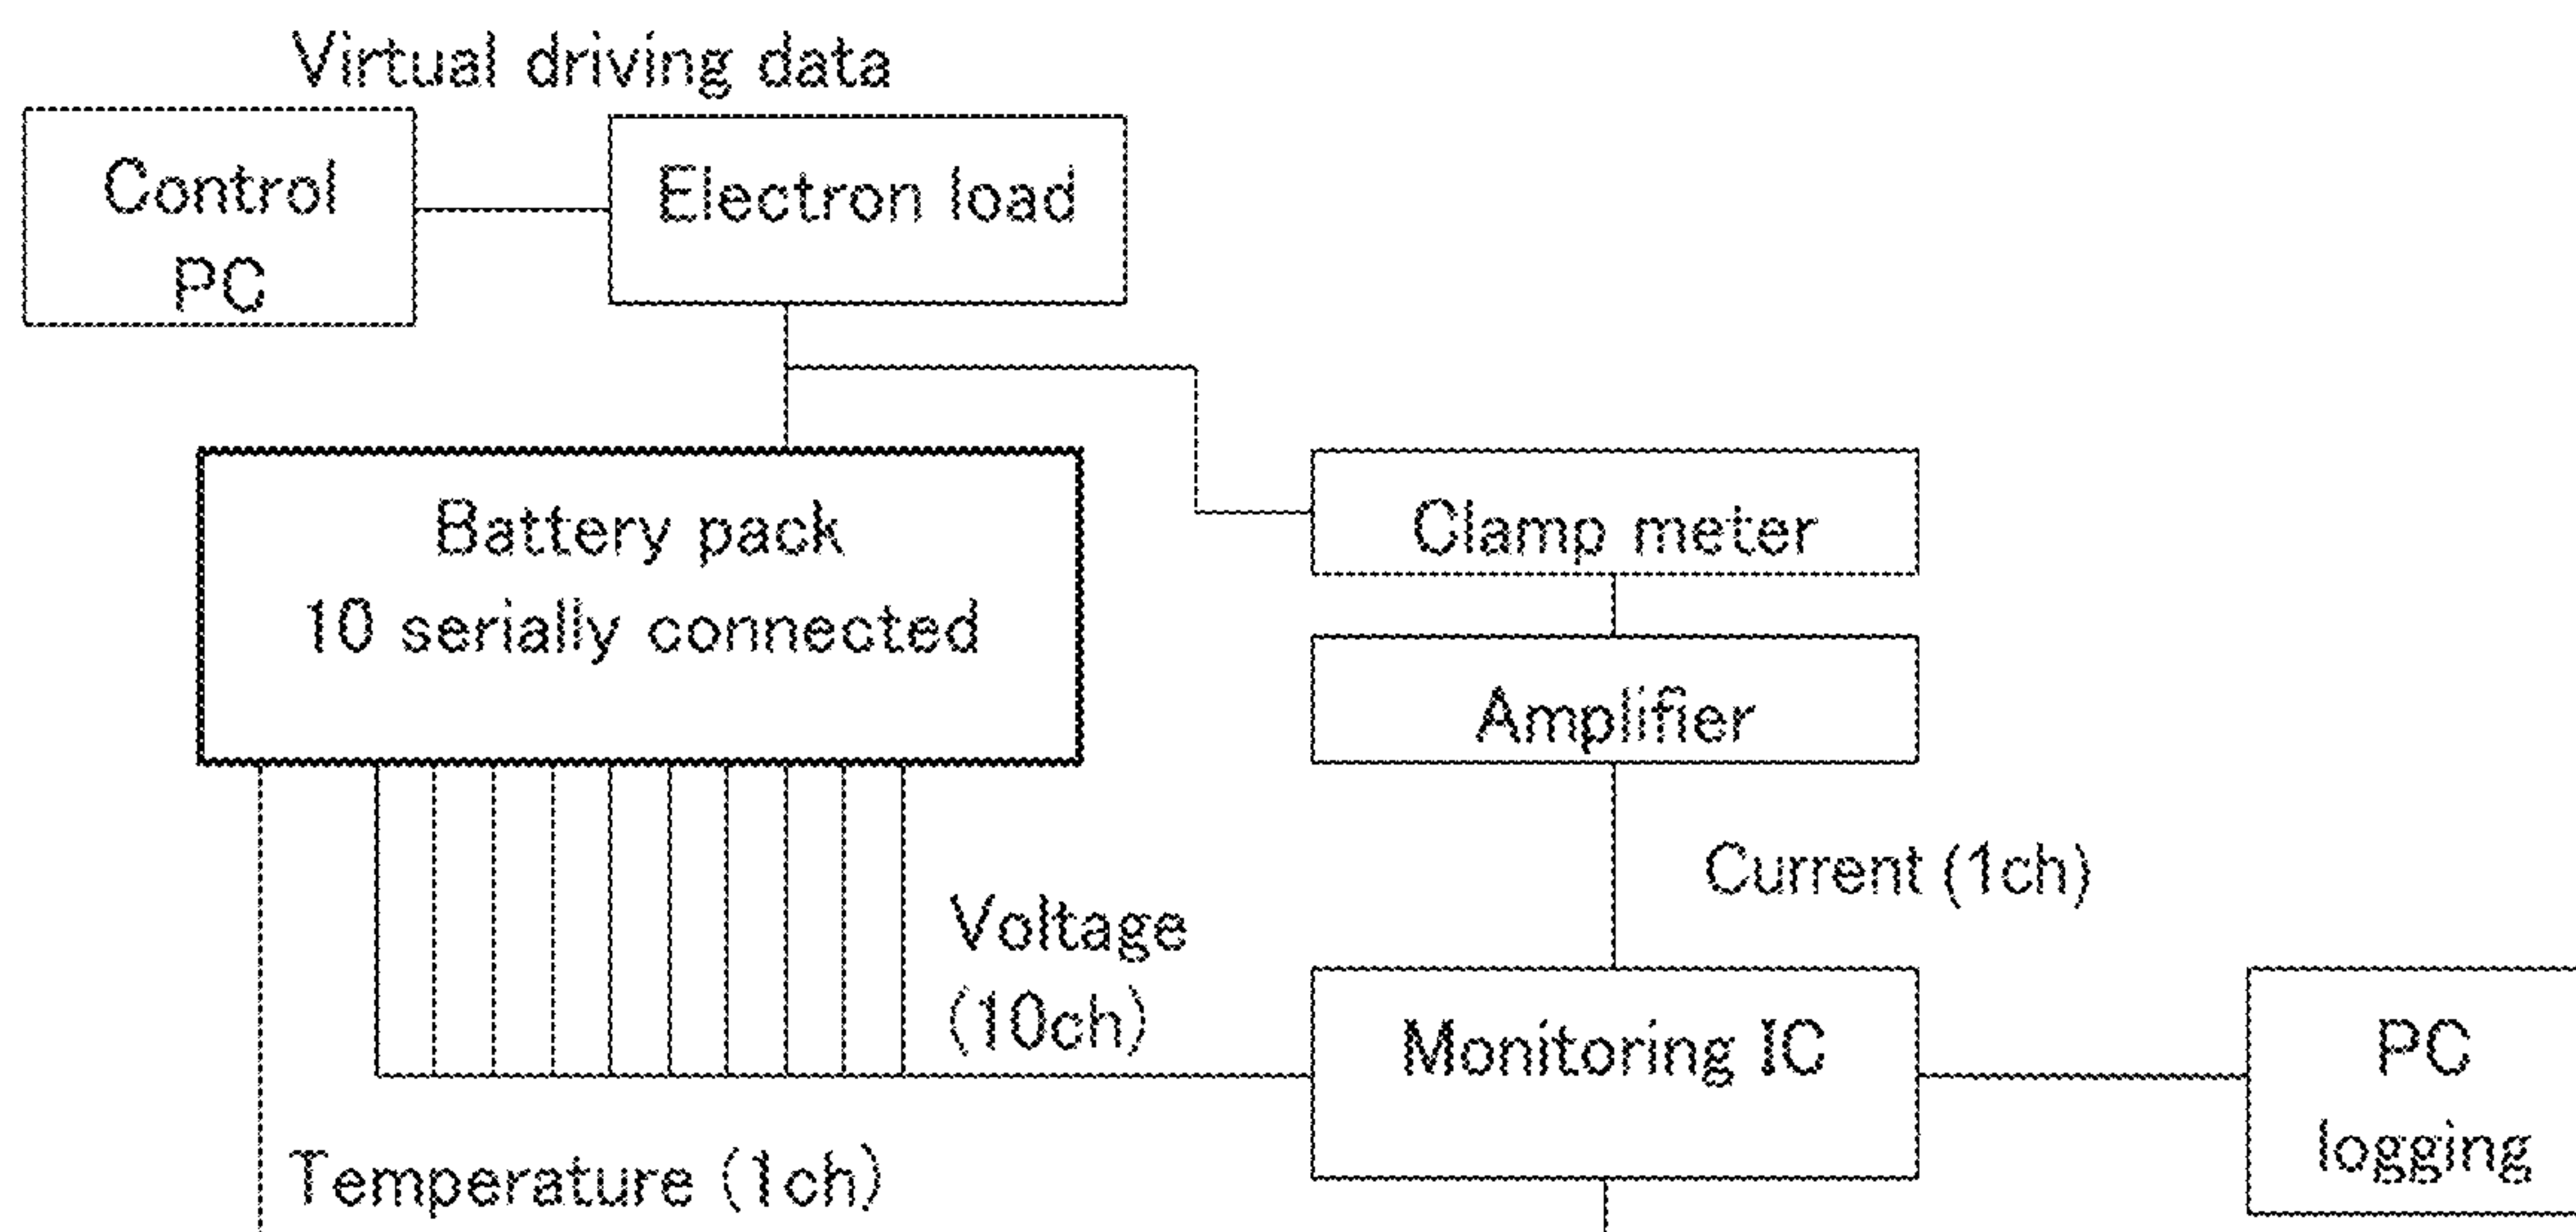 Virtual driving data
Control
PC
Electron load
Battery pack
10 serially connected
Clamp meter
Amplifier
Current (1ch)
Voltage
(10ch)
Monitoring IC
PC
logging
Temperature (1ch)